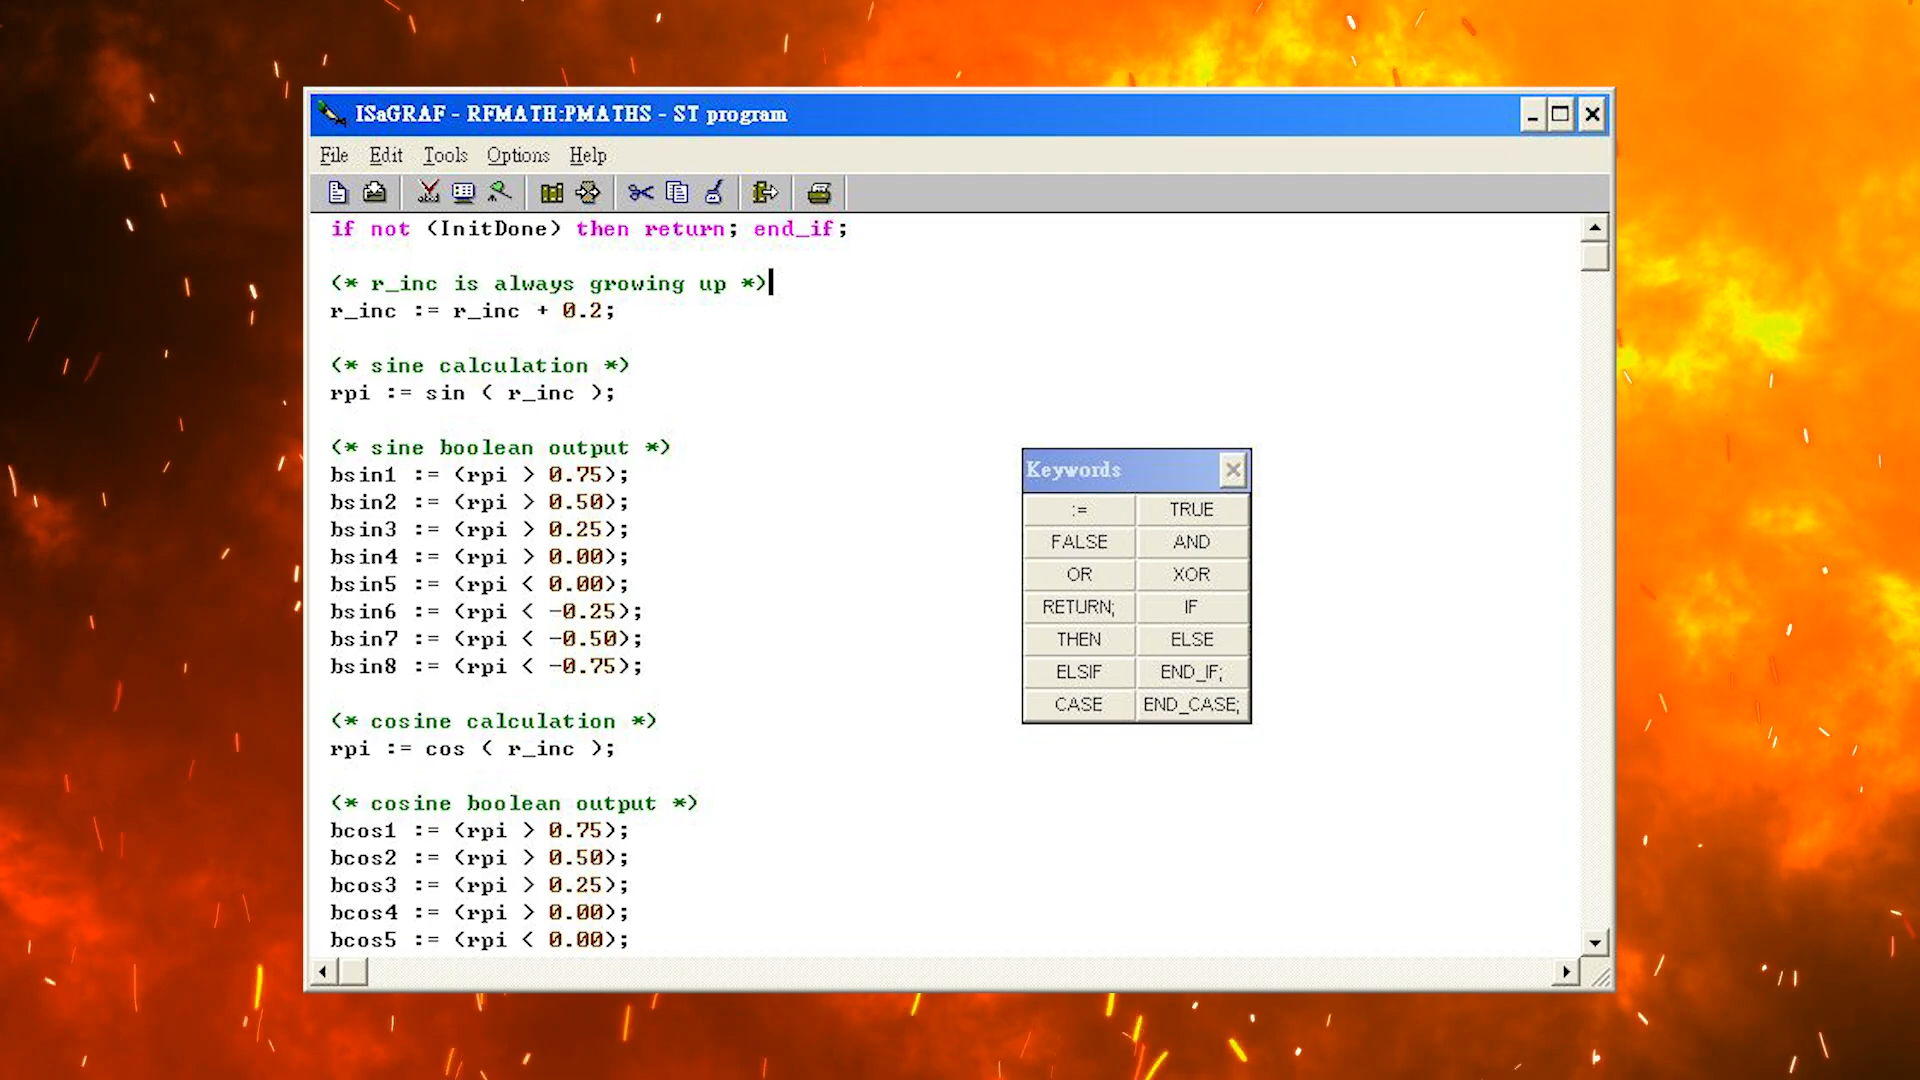 ISaGRAF - RFMATH:PMATHS - ST program
File Edit Tools Options Help
if not (InitDone) then return; end_if;
(* r_inc is always growing up *)
r_inc := r_inc + 0.2;
(* sine calculation *)
rpi := sin ( r_inc );
(* sine boolean output *)
bsin1 := (rpi > 0.75);
bsin2 := (rpi > 0.50);
bsin3 := (rpi > 0.25);
bsin4 := (rpi > 0.00);
bsin5 := (rpi < 0.00);
bsin6 := (rpi < -0.25);
bsin7 := (rpi < -0.50);
bsin8 := (rpi < -0.75);
(* cosine calculation *)
rpi := cos ( r_inc );
(* cosine boolean output *)
bcos1 := (rpi > 0.75);
bcos2 := (rpi > 0.50);
bcos3 := (rpi > 0.25);
bcos4 := (rpi > 0.00);
bcos5 := (rpi < 0.00);
Keywords
:= TRUE
FALSE AND
OR XOR
RETURN; IF
THEN ELSE
ELSIF END_IF;
CASE END_CASE;